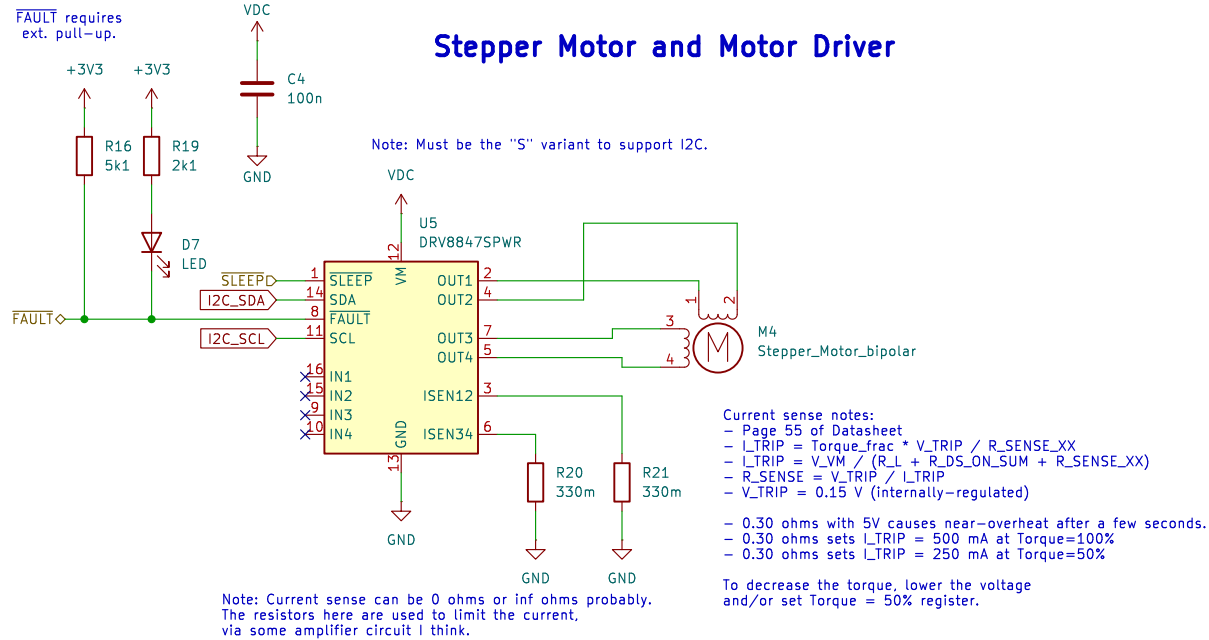 FAULT requires
ext. pull-up.
VDC
Stepper Motor and Motor Driver
+3V3
+3V3
C4
100n
R16
5k1
R19
2k1
GND
Note: Must be the "S" variant to support I2C.
VDC
U5
DRV8847SPWR
12
VM
D7
LED
SLEEP
1
SLEEP
I2C_SDA
14
SDA
FAULT
8
FAULT
I2C_SCL
11
SCL
16
IN1
15
IN2
9
IN3
10
IN4
GND
13
GND
OUT1
2
OUT2
4
OUT3
7
OUT4
5
ISEN12
3
ISEN34
6
1
2
3
4
M
M4
Stepper_Motor_bipolar
R20
330m
R21
330m
GND
GND
Current sense notes:
- Page 55 of Datasheet
- I_TRIP = Torque_frac * V_TRIP / R_SENSE_XX
- I_TRIP = V_VM / (R_L + R_DS_ON_SUM + R_SENSE_XX)
- R_SENSE = V_TRIP / I_TRIP
- V_TRIP = 0.15 V (internally-regulated)
- 0.30 ohms with 5V causes near-overheat after a few seconds.
- 0.30 ohms sets I_TRIP = 500 mA at Torque=100%
- 0.30 ohms sets I_TRIP = 250 mA at Torque=50%
To decrease the torque, lower the voltage
and/or set Torque = 50% register.
Note: Current sense can be 0 ohms or inf ohms probably.
The resistors here are used to limit the current,
via some amplifier circuit I think.